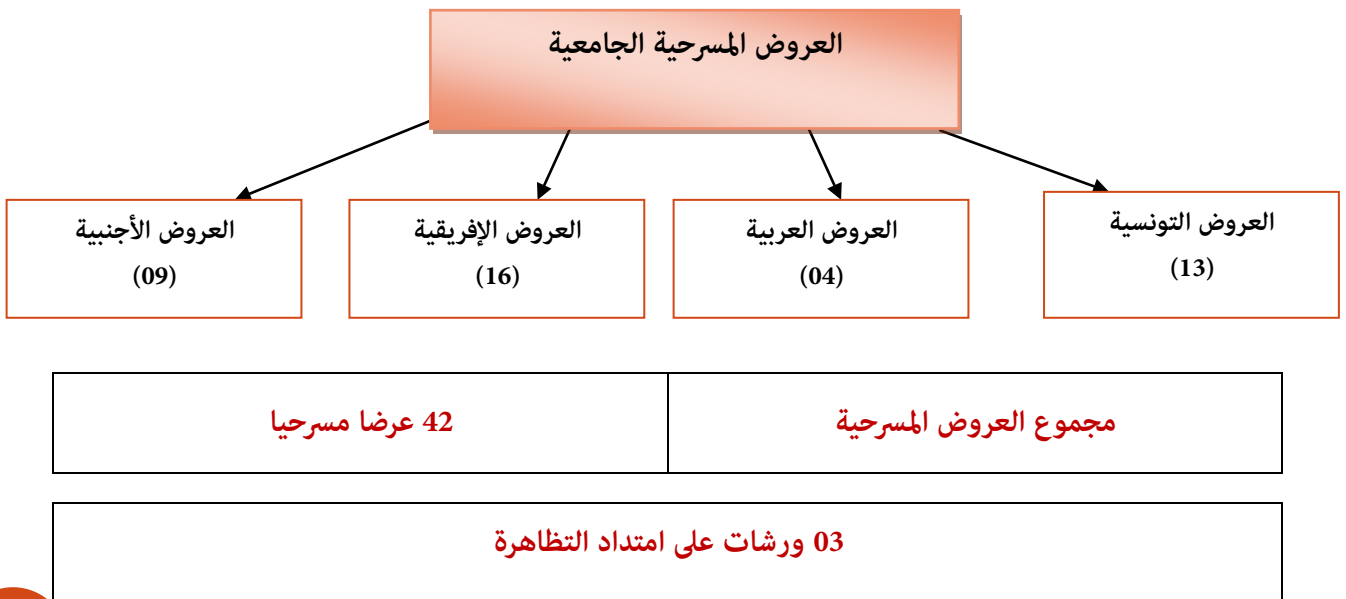 العروض المسرحية الجامعية
العروض التونسية
(13)
العروض العربية
(04)
العروض الإفريقية
(16)
العروض الأجنبية
(09)
مجموع العروض المسرحية
42 عرضا مسرحيا
03 ورشات على امتداد التظاهرة